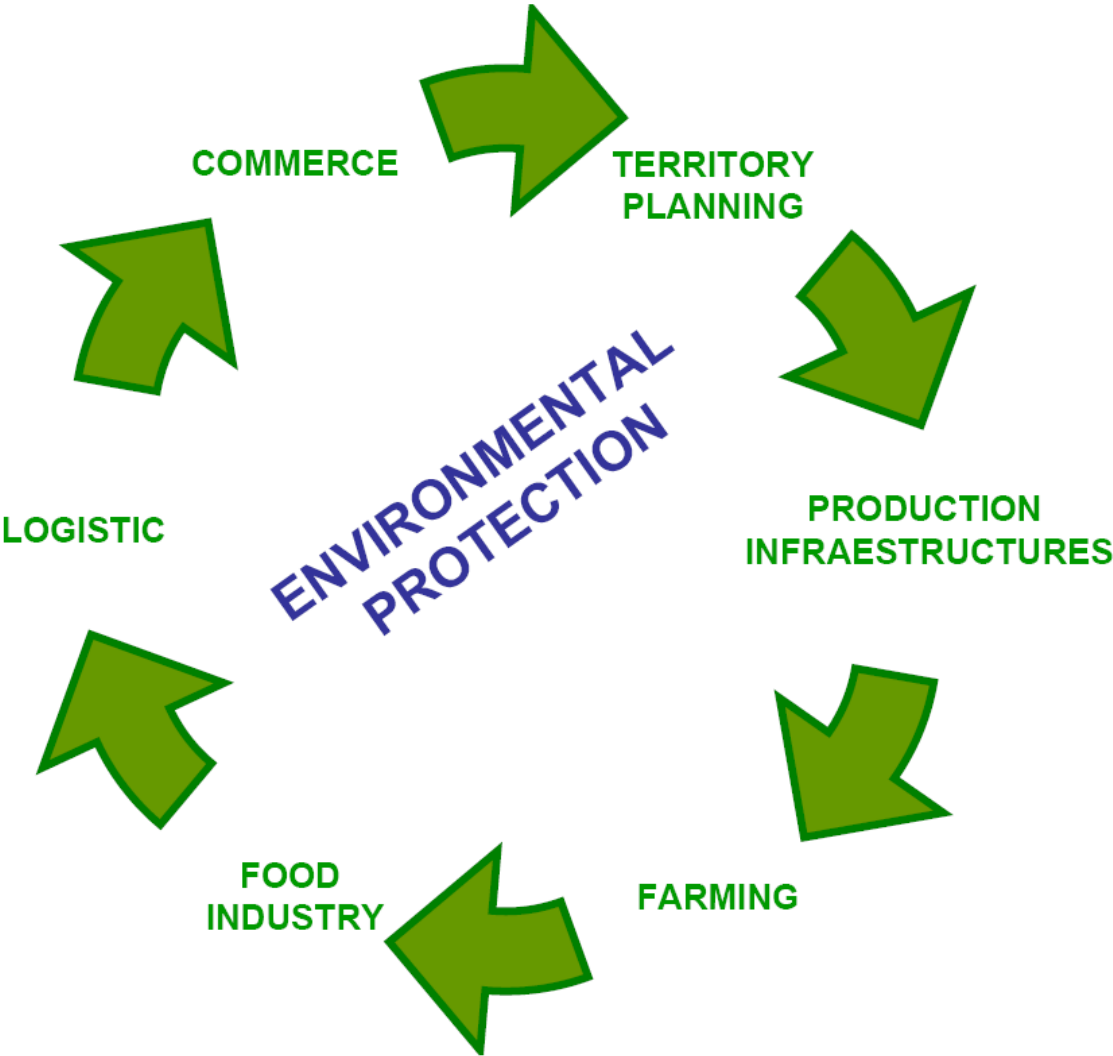 COMMERCE
TERRITORY
PLANNING
ENVIRONMENTAL
PROTECTION
PRODUCTION
INFRAESTRUCTURES
LOGISTIC
FOOD
INDUSTRY
FARMING